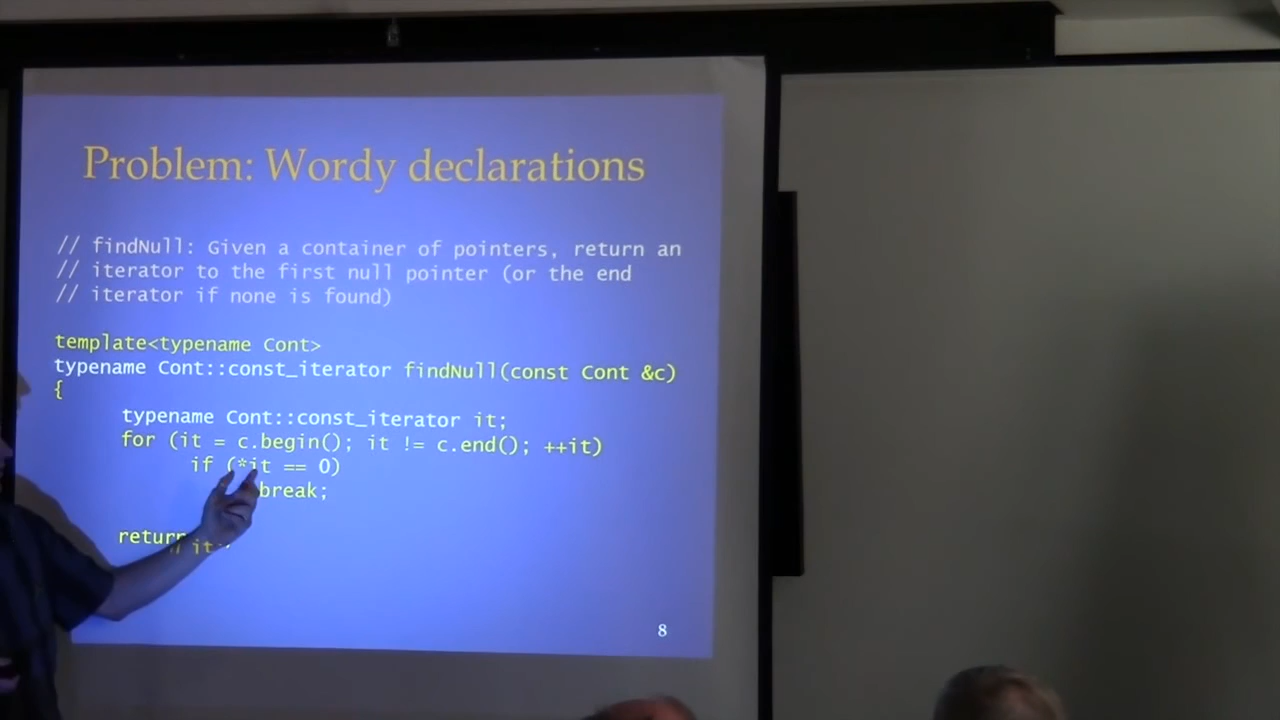 Problem: Wordy declarations
// findNull: Given a container of pointers, return an
// iterator to the first null pointer (or the end
// iterator if none is found)
template<typename Cont>
typename Cont::const_iterator findNull(const Cont &c)
{
typename Cont::const_iterator it;
for (it = c.begin(); it != c.end(); ++it)
if (*it == 0)
break;
return it;
8